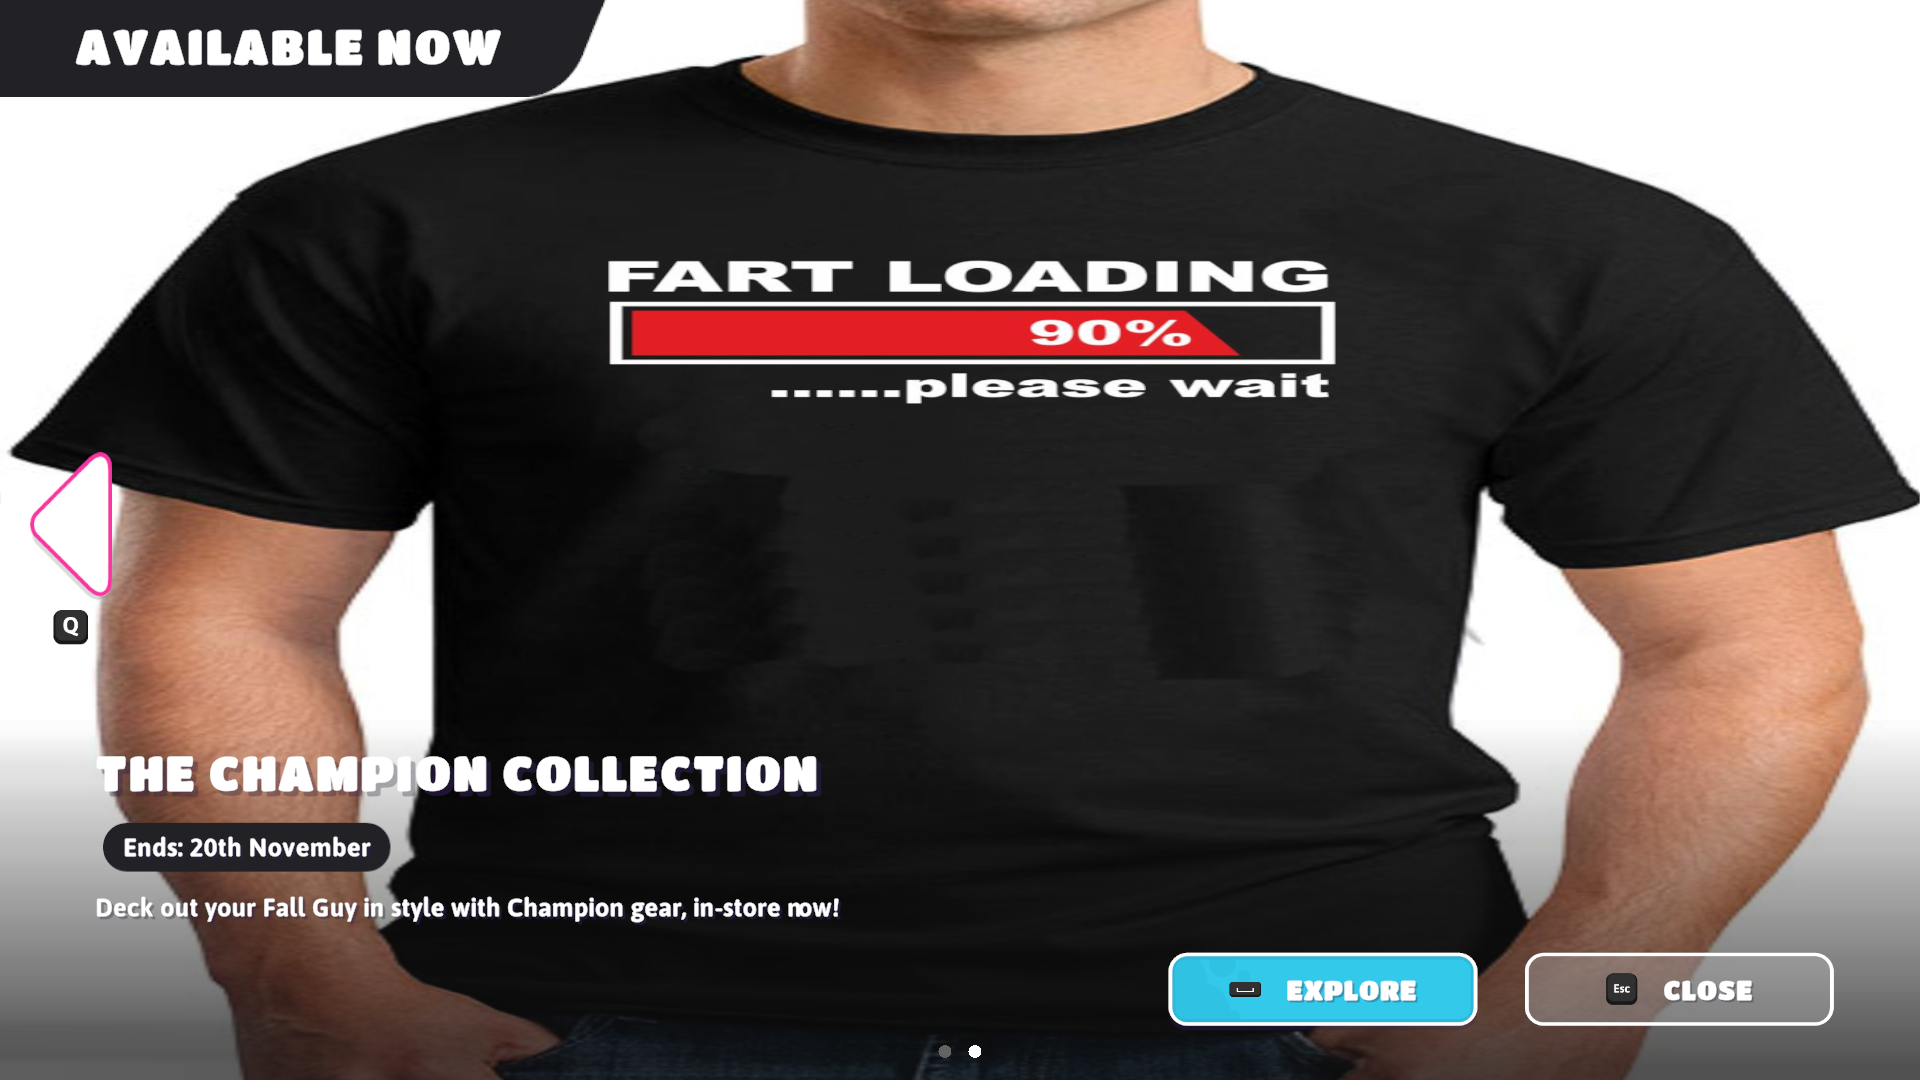 AVAILABLE NOW
FART LOADING
90%
......please wait
Q
THE CHAMPION COLLECTION
Ends: 20th November
Deck out your Fall Guy in style with Champion gear, in-store now!
EXPLORE
Esc CLOSE